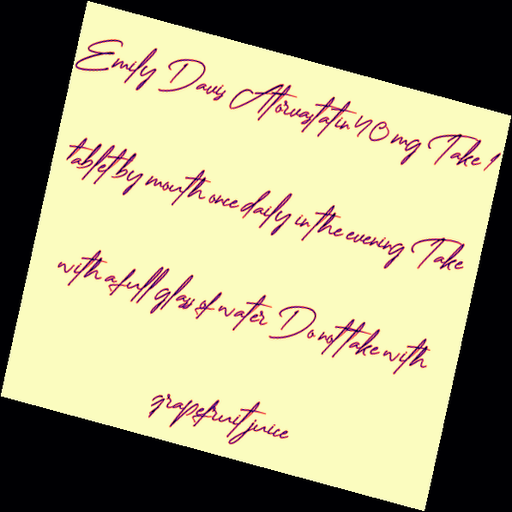 Emily Davis Atorvastatin 40 mg Take 1
tablet by mouth once daily in the evening Take
with a full glass of water Do not take with
grapefruit juice